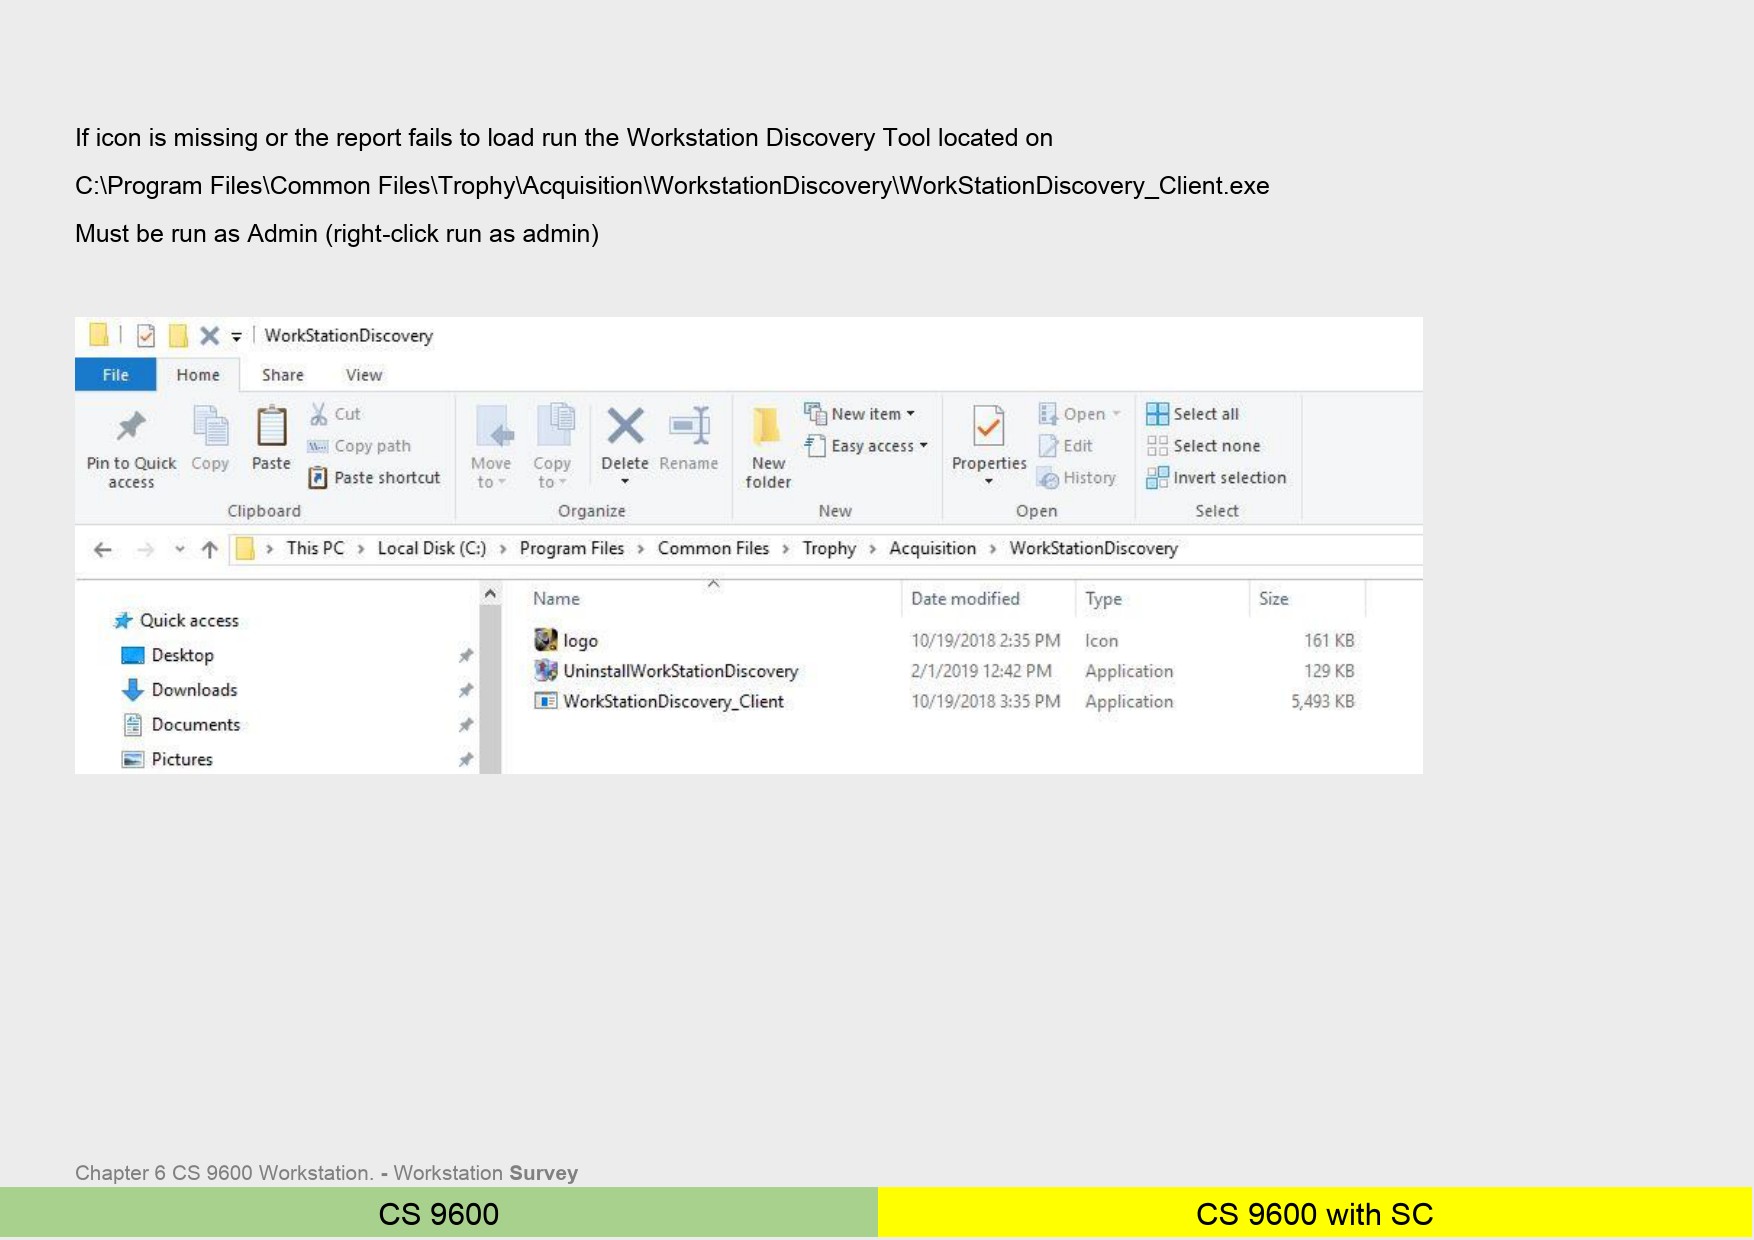 If icon is missing or the report fails to load run the Workstation Discovery Tool located on
C:\Program Files\Common Files\Trophy\Acquisition\WorkstationDiscovery\WorkStationDiscovery_Client.exe
Must be run as Admin (right-click run as admin)
WorkStationDiscovery
File Home Share View
Pin to Quick access
Copy
Paste
Cut
Copy path
Paste shortcut
Clipboard
Move to
Copy to
Delete
Rename
Organize
New folder
New item
Easy access
New
Properties
Open
Edit
History
Open
Select all
Select none
Invert selection
Select
This PC > Local Disk (C:) > Program Files > Common Files > Trophy > Acquisition > WorkStationDiscovery
Quick access
Desktop
Downloads
Documents
Pictures
Name Date modified Type Size
logo 10/19/2018 2:35 PM Icon 161 KB
UninstallWorkStationDiscovery 2/1/2019 12:42 PM Application 129 KB
WorkStationDiscovery_Client 10/19/2018 3:35 PM Application 5,493 KB
Chapter 6 CS 9600 Workstation. - Workstation Survey
CS 9600 CS 9600 with SC